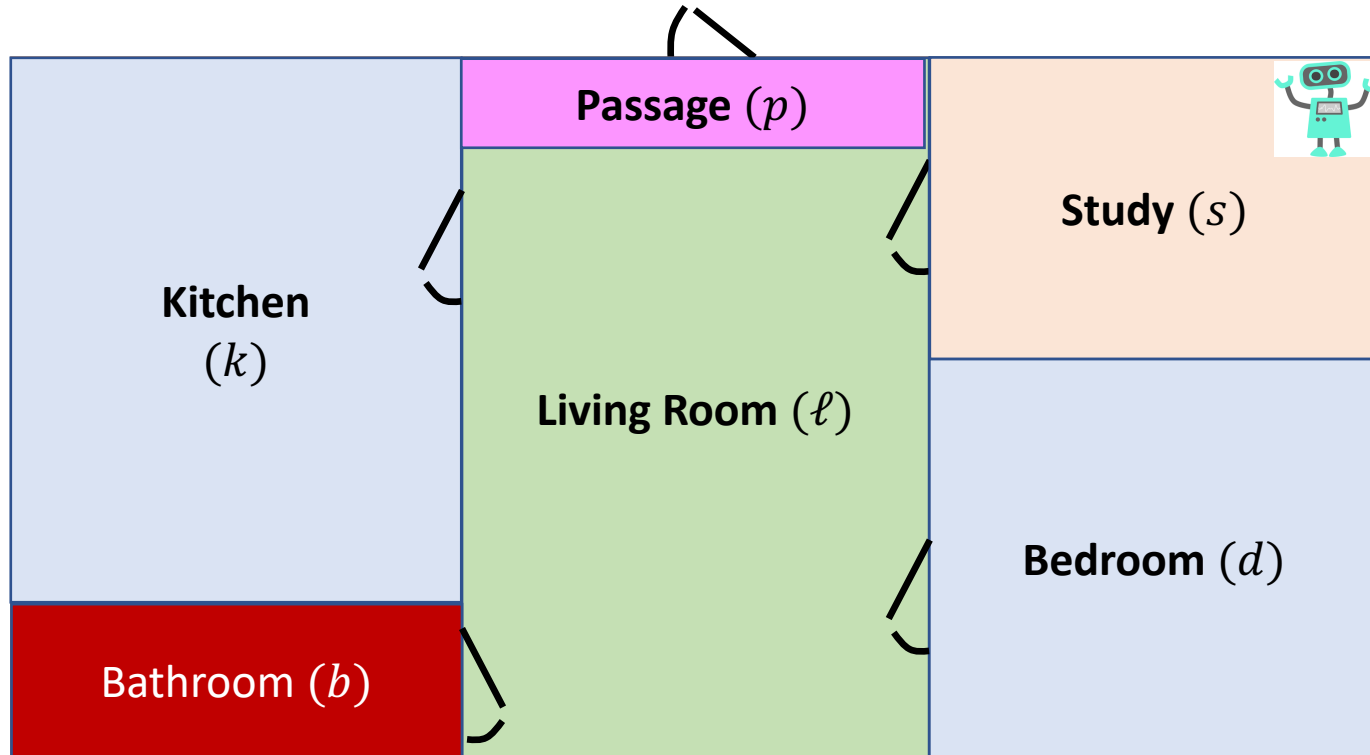 Passage (p)
Study (s)
Kitchen
(k)
Living Room (ℓ)
Bedroom (d)
Bathroom (b)